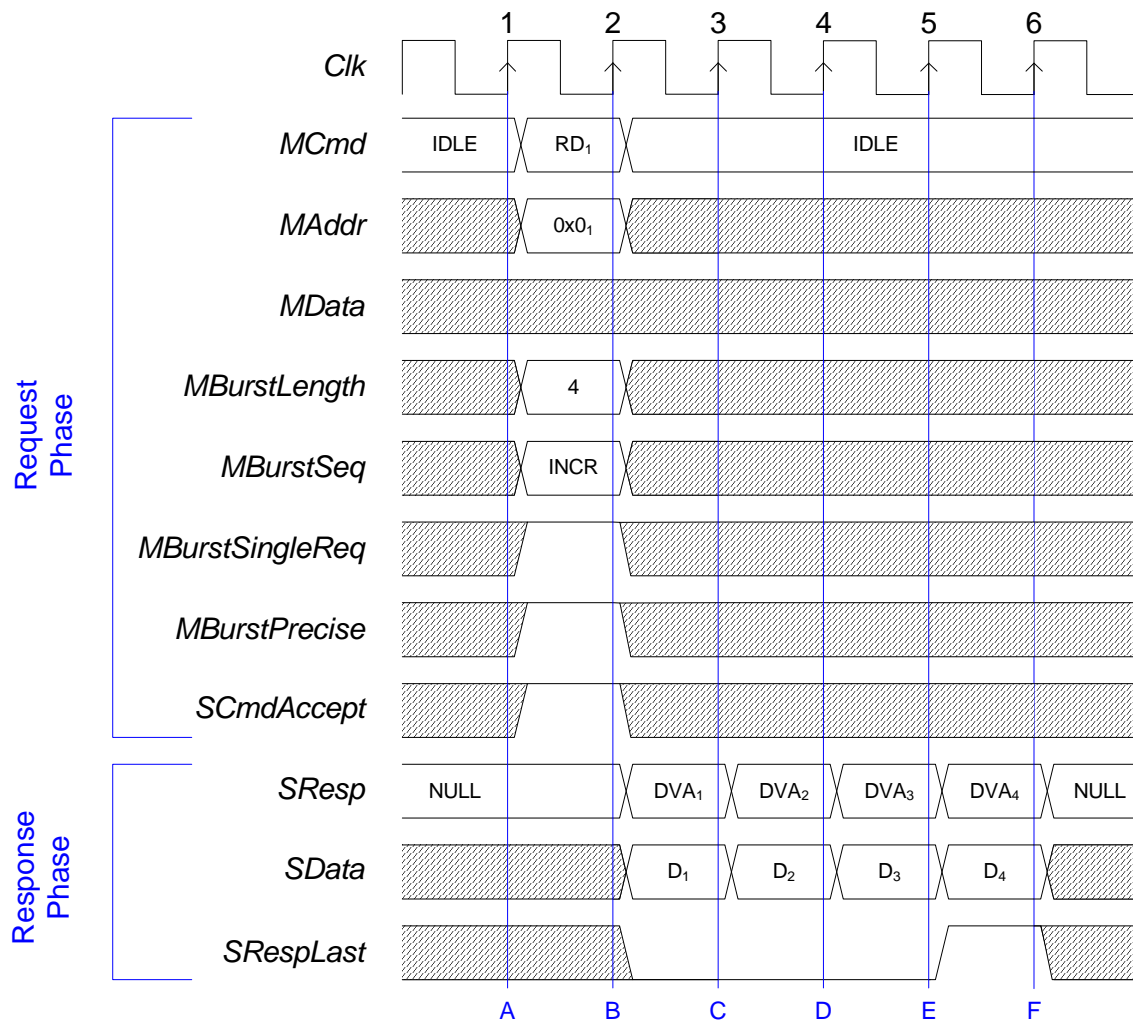 1 2 3 4 5 6
Clk
MCmd IDLE RD₁ IDLE
MAddr 0x0₁
MData
MBurstLength 4
MBurstSeq INCR
MBurstSingleReq
MBurstPrecise
SCmdAccept
Request
Phase
SResp NULL DVA₁ DVA₂ DVA₃ DVA₄ NULL
SData D₁ D₂ D₃ D₄
SRespLast
Response
Phase
A B C D E F